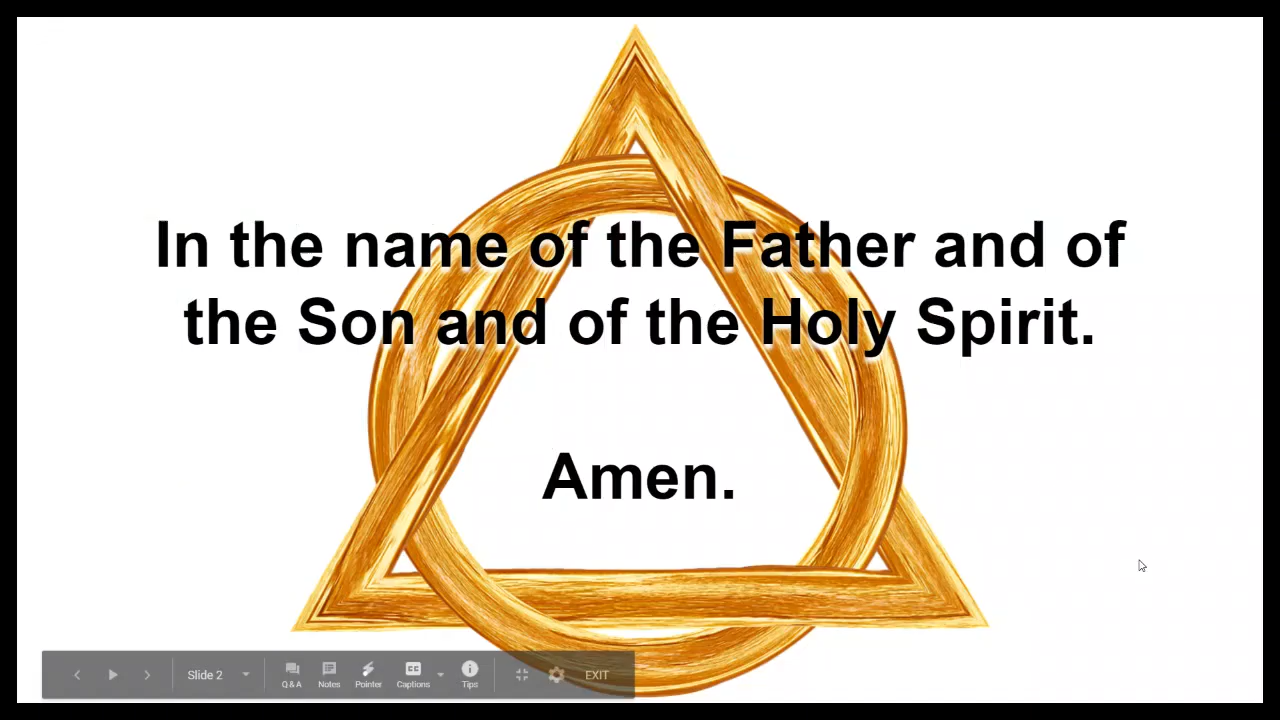 In the name of the Father and of
the Son and of the Holy Spirit.
Amen.
Slide 2
Q & A
Notes
Pointer
CC
Captions
Tips
EXIT